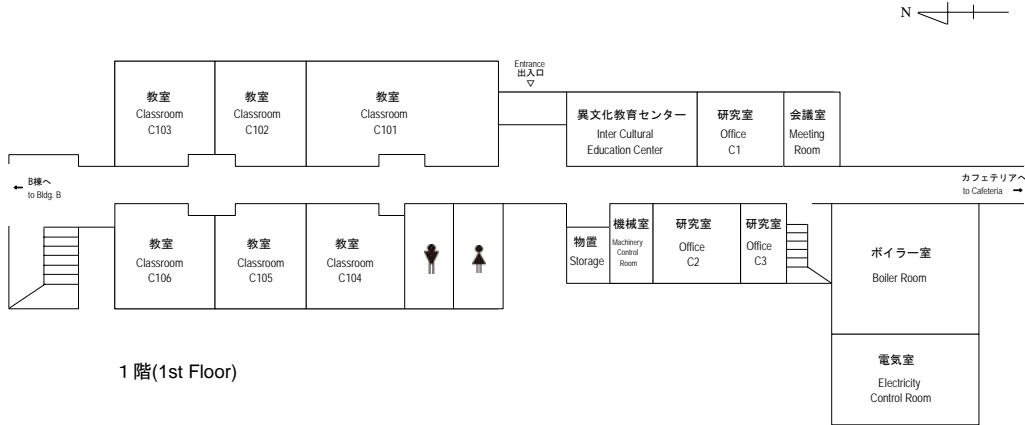 N
Entrance
出入口
▽
教室
Classroom
C103
教室
Classroom
C102
教室
Classroom
C101
異文化教育センター
Inter Cultural
Education Center
研究室
Office
C1
会議室
Meeting
Room
← B棟へ
to Bldg. B
カフェテリアへ
to Cafeteria →
教室
Classroom
C106
教室
Classroom
C105
教室
Classroom
C104
物置
Storage
機械室
Machinery
Control
Room
研究室
Office
C2
研究室
Office
C3
ボイラー室
Boiler Room
電気室
Electricity
Control Room
1 階(1st Floor)